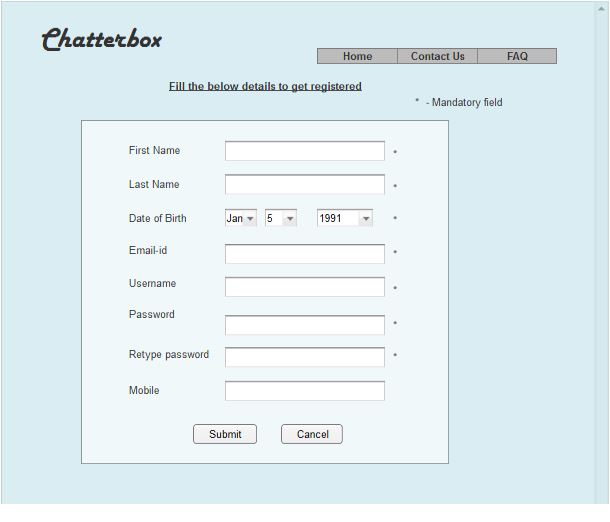 Chatterbox
Home Contact Us FAQ
Fill the below details to get registered
* - Mandatory field
First Name *
Last Name *
Date of Birth Jan 5 1991 *
Email-id *
Username *
Password *
Retype password *
Mobile
Submit Cancel